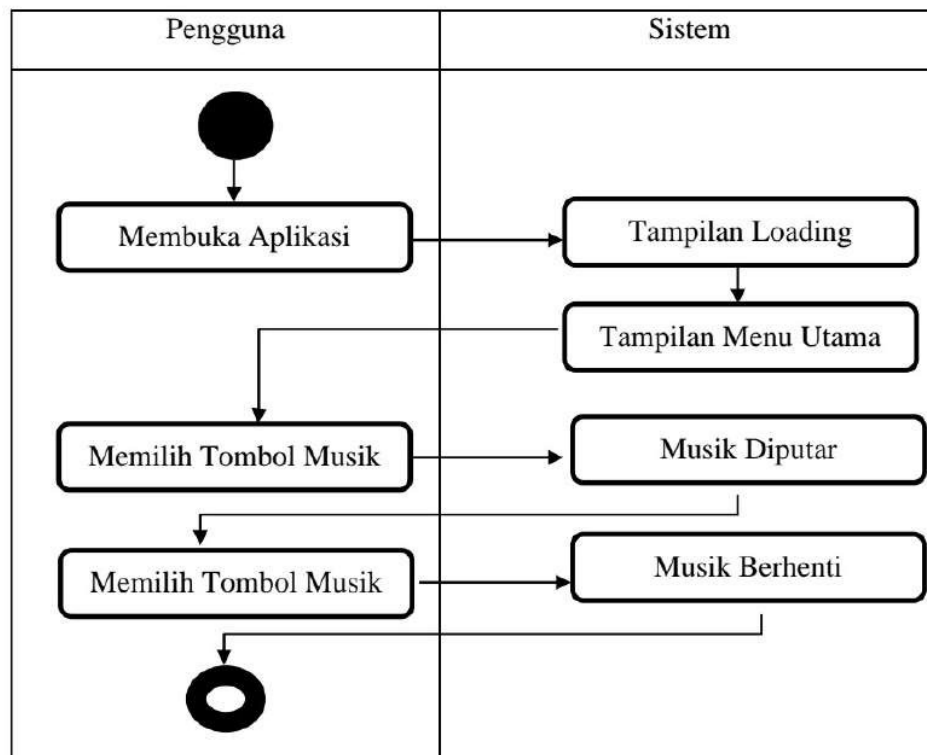 Pengguna
Sistem
Membuka Aplikasi
Tampilan Loading
Tampilan Menu Utama
Memilih Tombol Musik
Musik Diputar
Memilih Tombol Musik
Musik Berhenti